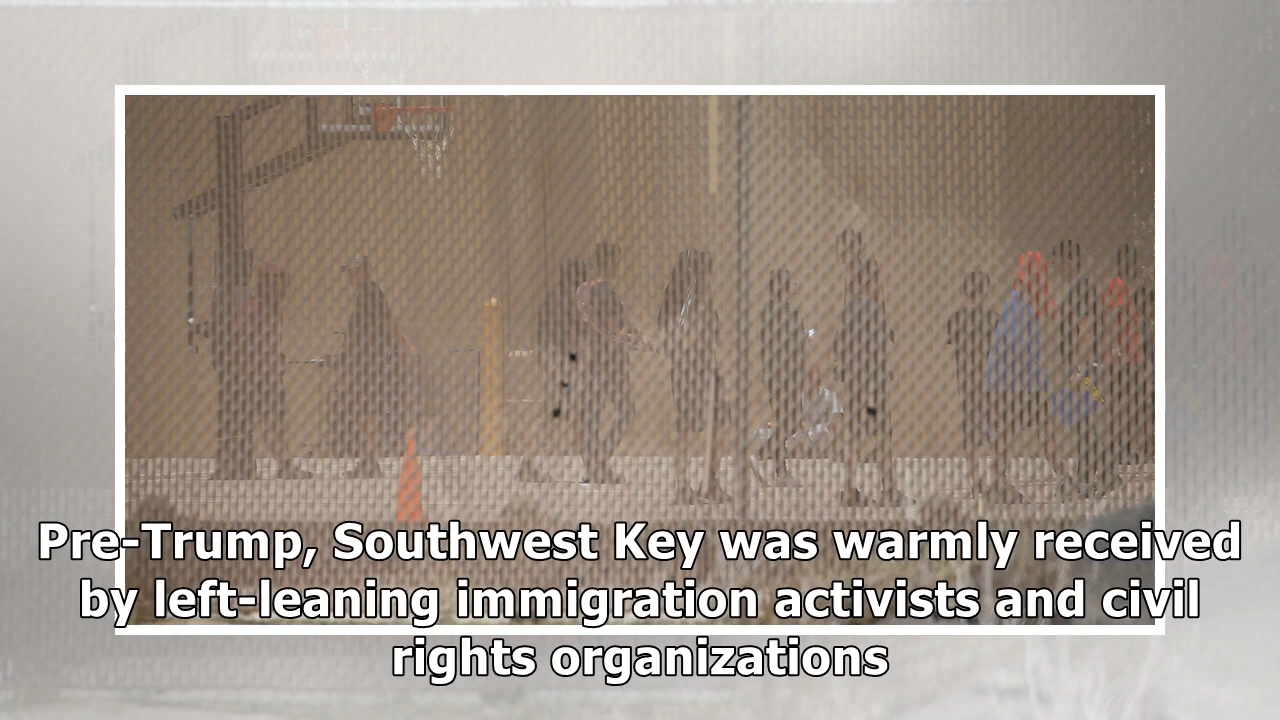 Pre-Trump, Southwest Key was warmly received
by left-leaning immigration activists and civil
rights organizations